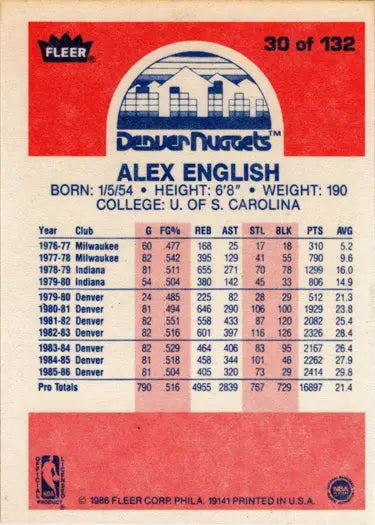 FLEER®
30 of 132
Denver Nuggets™
ALEX ENGLISH
BORN: 1/5/54 • HEIGHT: 6'8" • WEIGHT: 190
COLLEGE: U. OF S. CAROLINA
Year Club G FG% REB AST STL BLK PTS AVG
1976-77 Milwaukee 60 .477 168 25 17 18 310 5.2
1977-78 Milwaukee 82 .542 395 129 41 55 790 9.6
1978-79 Indiana 81 .511 655 271 70 78 1299 16.0
1979-80 Indiana 54 .504 380 142 45 33 806 14.9
1979-80 Denver 24 .485 225 82 28 29 512 21.3
1980-81 Denver 81 .494 646 290 106 100 1929 23.8
1981-82 Denver 82 .551 558 433 87 120 2082 25.4
1982-83 Denver 82 .516 601 397 116 126 2326 28.4
1983-84 Denver 82 .529 464 406 83 95 2167 26.4
1984-85 Denver 81 .518 458 344 101 46 2262 27.9
1985-86 Denver 81 .504 405 320 73 29 2414 29.8
Pro Totals 790 .516 4955 2839 767 729 16897 21.4
OFFICIAL LICENSED
NBA
PRODUCT
NBA
© 1986 FLEER CORP. PHILA. 19141 PRINTED IN U.S.A.